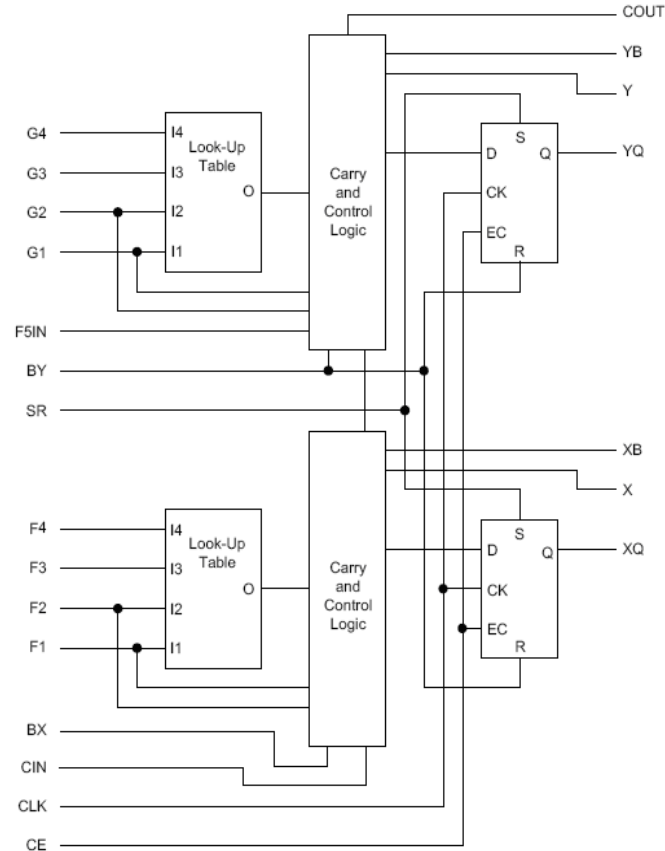 COUT
YB
Y
G4
G3
G2
G1
I4
I3
I2
I1
Look-Up
Table
O
Carry
and
Control
Logic
S
D
Q
CK
EC
R
YQ
F5IN
BY
SR
XB
X
F4
F3
F2
F1
I4
I3
I2
I1
Look-Up
Table
O
Carry
and
Control
Logic
S
D
Q
CK
EC
R
XQ
BX
CIN
CLK
CE